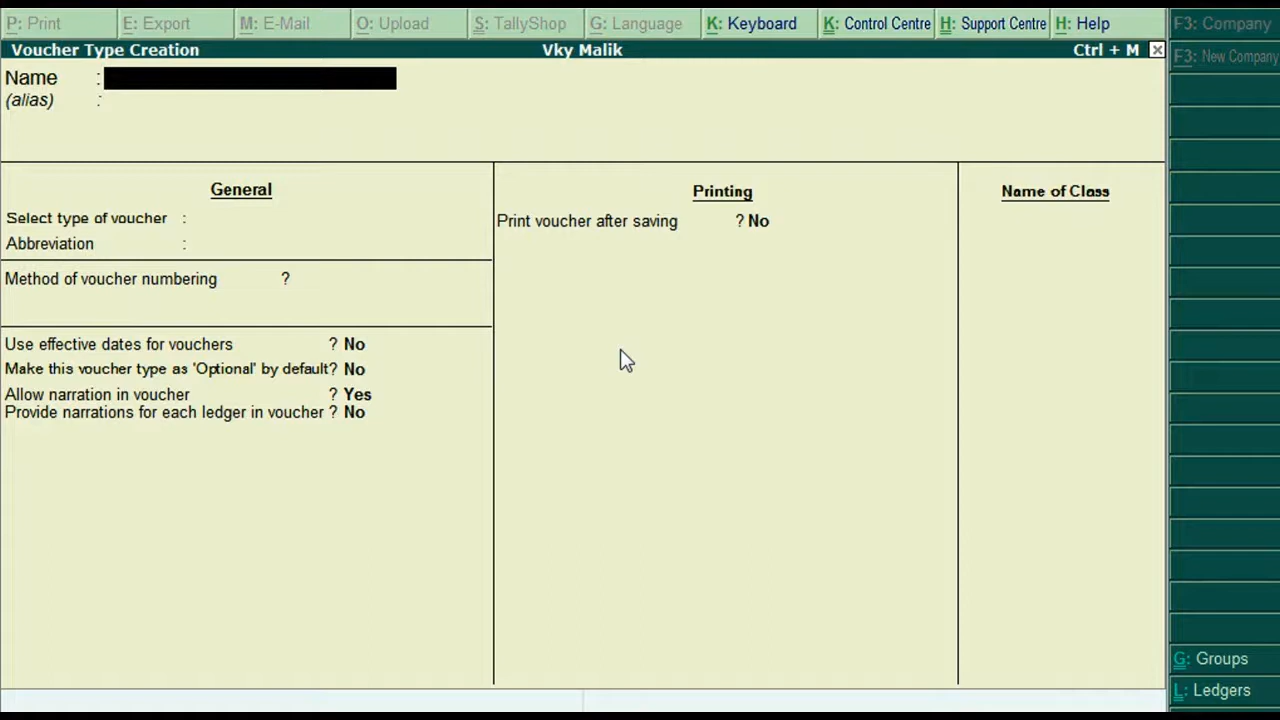 P: Print E: Export M: E-Mail O: Upload S: TallyShop G: Language K: Keyboard K: Control Centre H: Support Centre H: Help F3: Company
Voucher Type Creation Vky Malik Ctrl + M
F3: New Company
Name :
(alias) :
General Printing Name of Class
Select type of voucher :
Print voucher after saving ? No
Abbreviation :
Method of voucher numbering ?
Use effective dates for vouchers ? No
Make this voucher type as 'Optional' by default? No
Allow narration in voucher ? Yes
Provide narrations for each ledger in voucher ? No
G: Groups
L: Ledgers